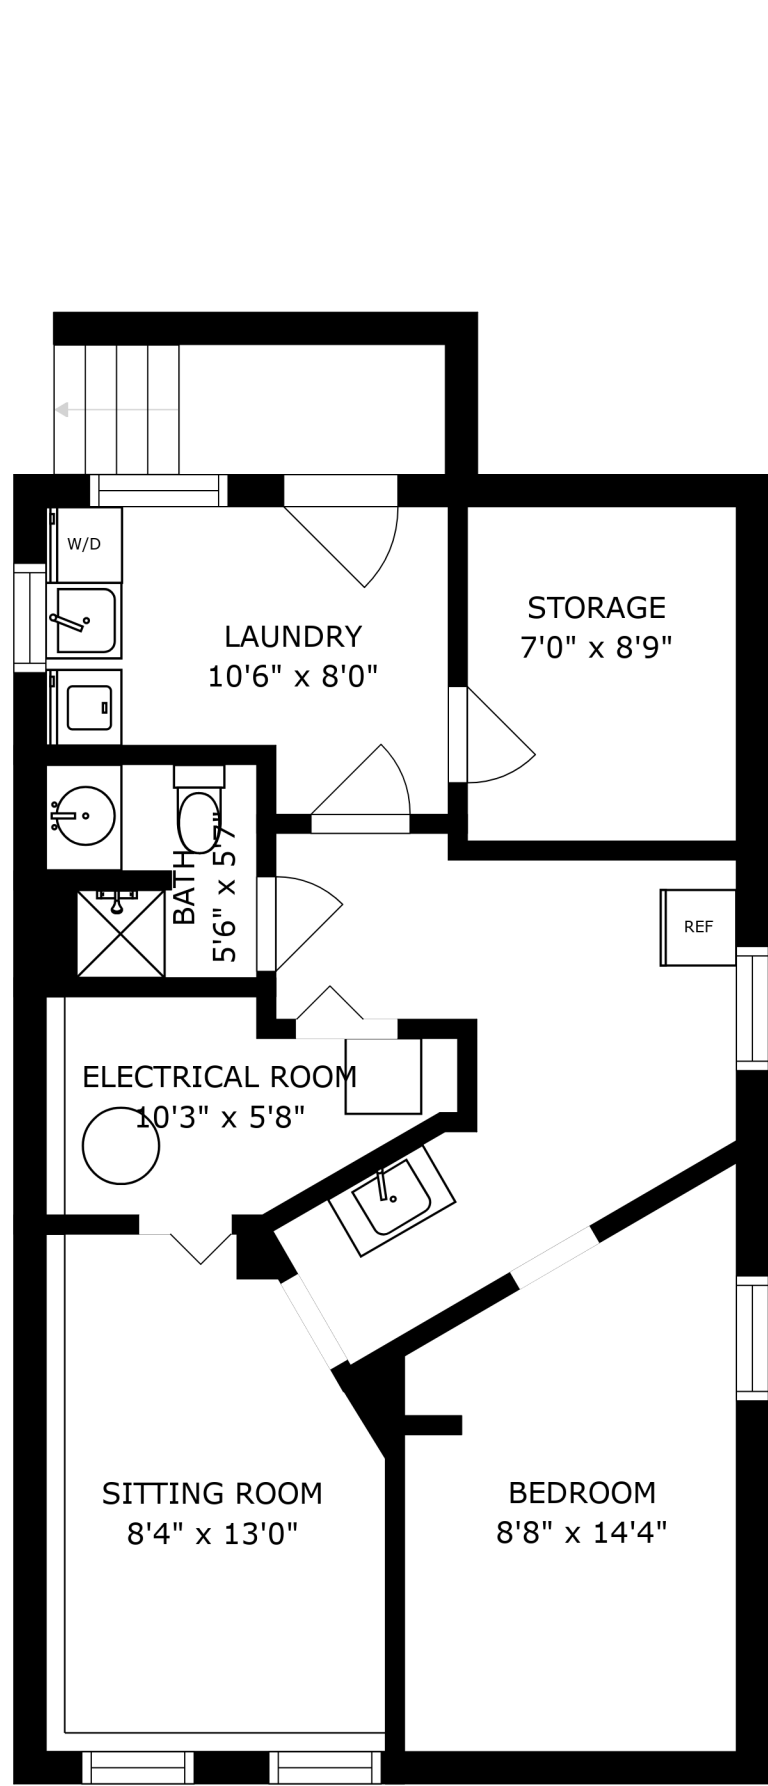 W/D
LAUNDRY
10'6" x 8'0"
STORAGE
7'0" x 8'9"
BATH
5'6" x 5'7"
REF
ELECTRICAL ROOM
10'3" x 5'8"
SITTING ROOM
8'4" x 13'0"
BEDROOM
8'8" x 14'4"